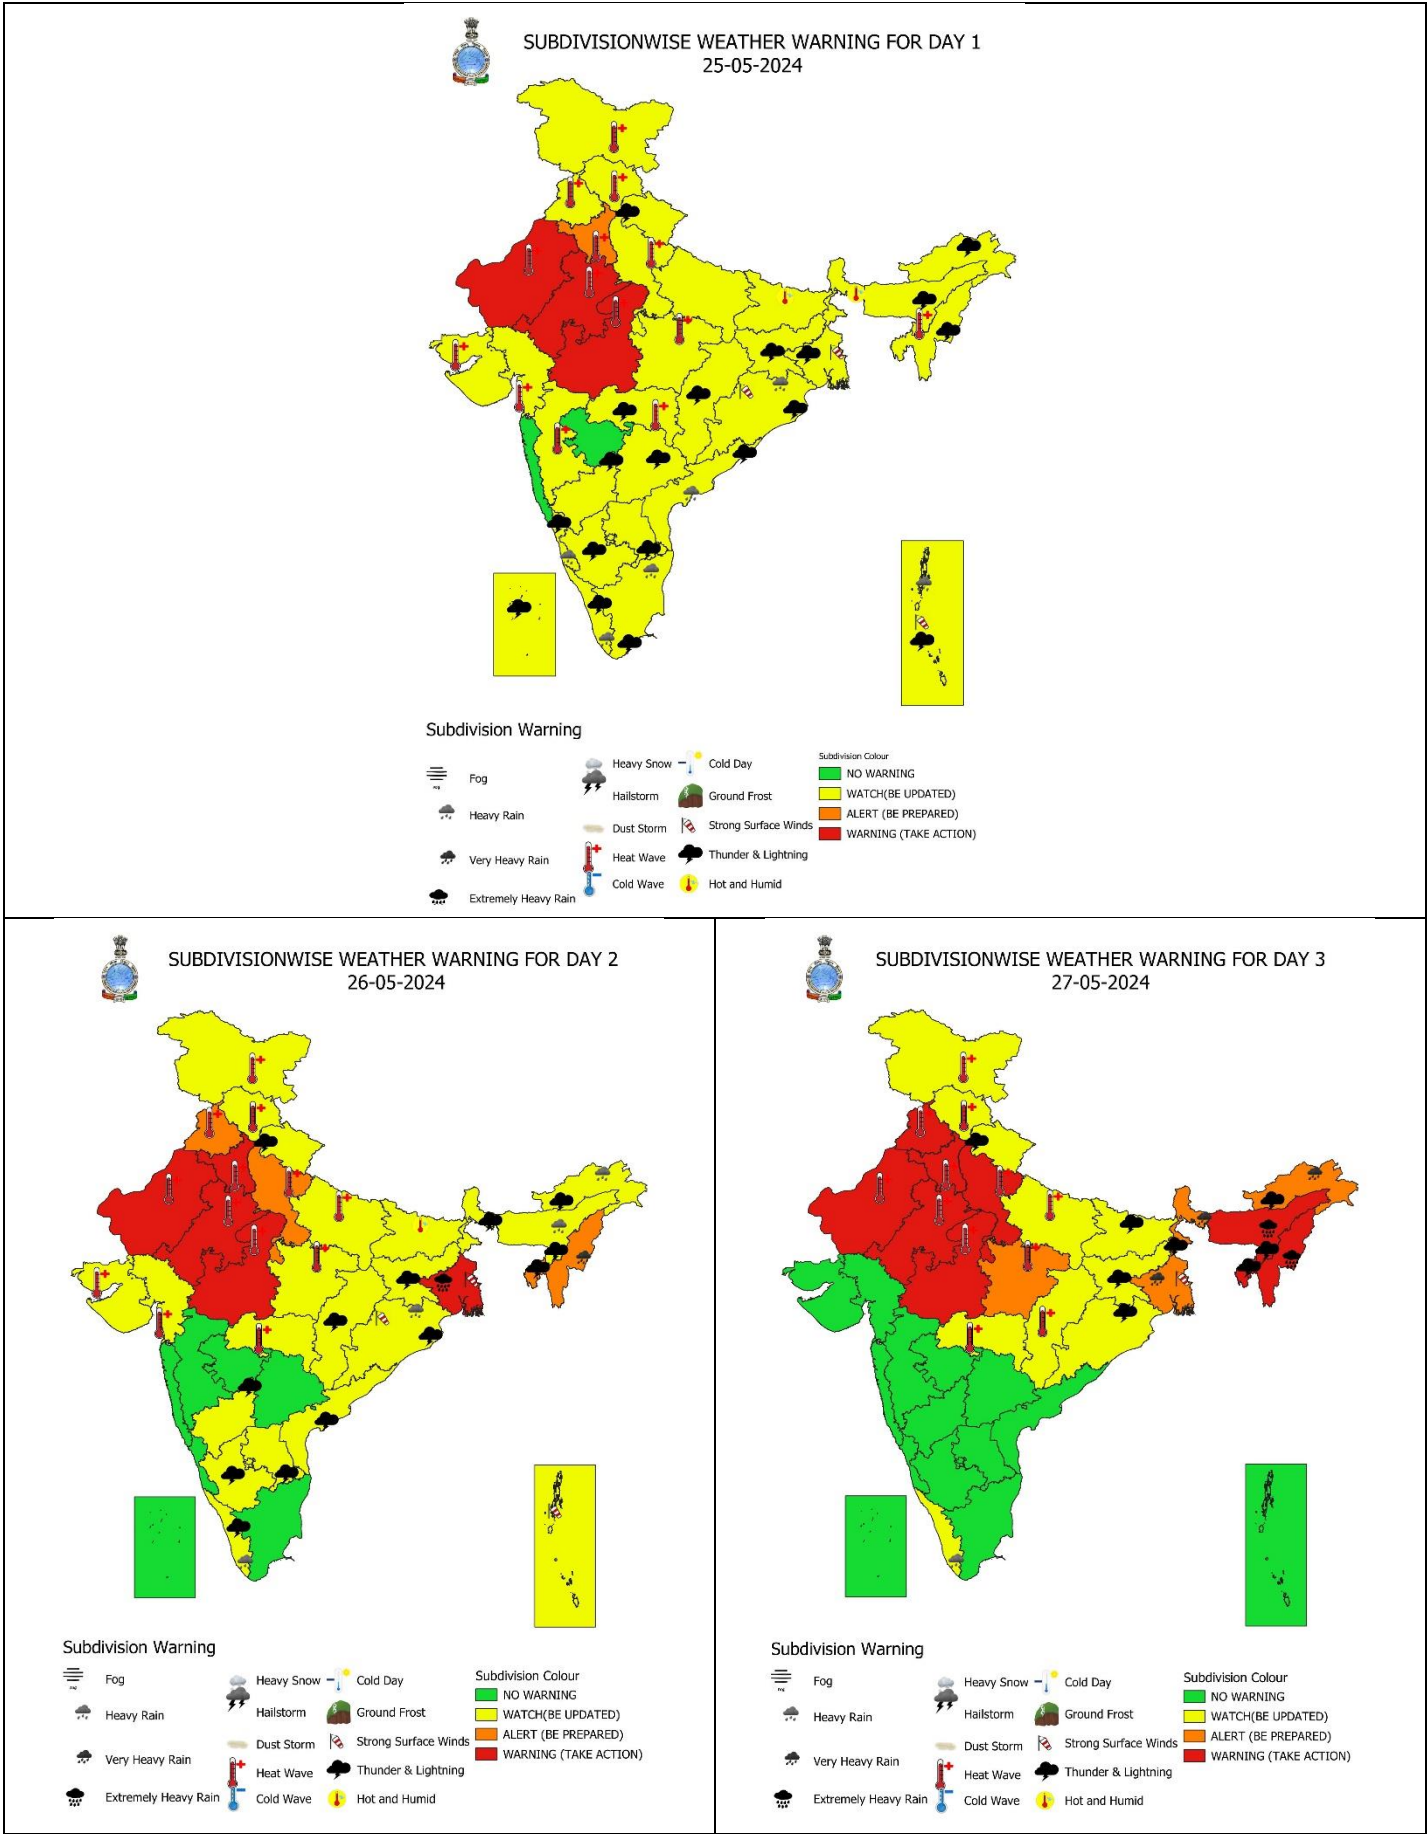 SUBDIVISIONWISE WEATHER WARNING FOR DAY 1
25-05-2024
Subdivision Warning
Fog
Heavy Rain
Very Heavy Rain
Extremely Heavy Rain
Heavy Snow
Hailstorm
Dust Storm
Heat Wave
Cold Wave
Cold Day
Ground Frost
Strong Surface Winds
Thunder & Lightning
Hot and Humid
Subdivision Colour
NO WARNING
WATCH(BE UPDATED)
ALERT (BE PREPARED)
WARNING (TAKE ACTION)
SUBDIVISIONWISE WEATHER WARNING FOR DAY 2
26-05-2024
Subdivision Warning
Fog
Heavy Rain
Very Heavy Rain
Extremely Heavy Rain
Heavy Snow
Hailstorm
Dust Storm
Heat Wave
Cold Wave
Cold Day
Ground Frost
Strong Surface Winds
Thunder & Lightning
Hot and Humid
Subdivision Colour
NO WARNING
WATCH(BE UPDATED)
ALERT (BE PREPARED)
WARNING (TAKE ACTION)
SUBDIVISIONWISE WEATHER WARNING FOR DAY 3
27-05-2024
Subdivision Warning
Fog
Heavy Rain
Very Heavy Rain
Extremely Heavy Rain
Heavy Snow
Hailstorm
Dust Storm
Heat Wave
Cold Wave
Cold Day
Ground Frost
Strong Surface Winds
Thunder & Lightning
Hot and Humid
Subdivision Colour
NO WARNING
WATCH(BE UPDATED)
ALERT (BE PREPARED)
WARNING (TAKE ACTION)